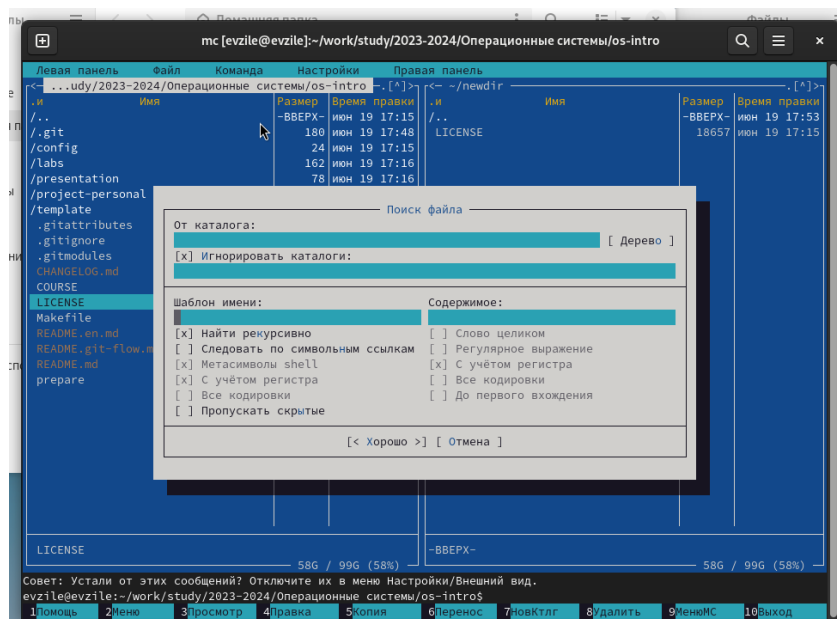 Домашняя папка
Файлы
mc [evzile@evzile]:~/work/study/2023-2024/Операционные системы/os-intro
Левая панель Файл Команда Настройки Правая панель
<— ...udy/2023-2024/Операционные системы/os-intro —.[^]> <— ~/newdir .[^]>
.и Имя Размер Время правки .и Имя Размер Время правки
/.. -ВВЕРХ- июн 19 17:15 /.. -ВВЕРХ- июн 19 17:53
/.git 180 июн 19 17:48 LICENSE 18657 июн 19 17:15
/config 24 июн 19 17:15
/labs 162 июн 19 17:16
/presentation 78 июн 19 17:16
/project-personal
/template
.gitattributes
.gitignore
.gitmodules
CHANGELOG.md
COURSE
LICENSE
Makefile
README.en.md
README.git-flow.m
README.md
prepare
Поиск файла
От каталога:
[ Дерево ]
[x] Игнорировать каталоги:
Шаблон имени: Содержимое:
[x] Найти рекурсивно [ ] Слово целиком
[ ] Следовать по символьным ссылкам [ ] Регулярное выражение
[x] Метасимволы shell [x] С учётом регистра
[x] С учётом регистра [ ] Все кодировки
[ ] Все кодировки [ ] До первого вхождения
[ ] Пропускать скрытые
[< Хорошо >] [ Отмена ]
LICENSE -ВВЕРХ-
58G / 99G (58%) 58G / 99G (58%)
Совет: Устали от этих сообщений? Отключите их в меню Настройки/Внешний вид.
evzile@evzile:~/work/study/2023-2024/Операционные системы/os-intro$
1Помощь 2Меню 3Просмотр 4Правка 5Копия 6Перенос 7НовКтлг 8Удалить 9МенюМС 10Выход